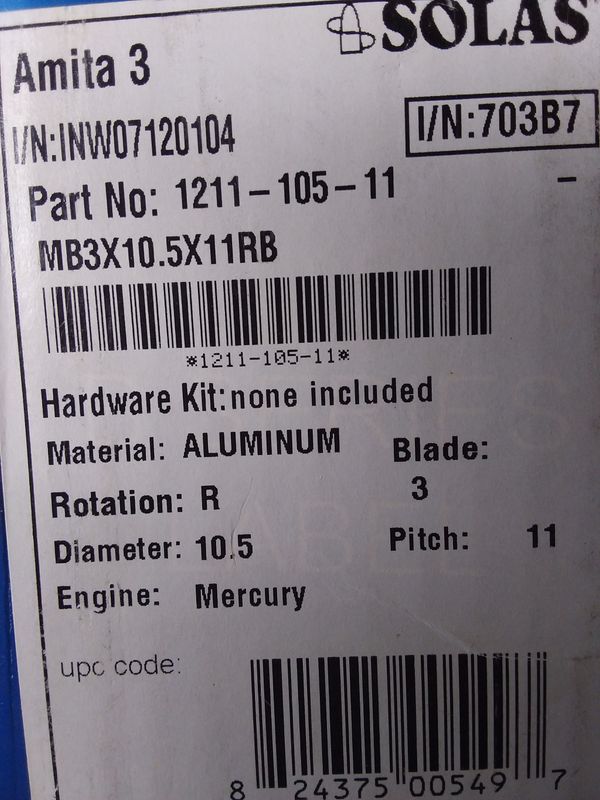 SOLAS
Amita 3
I/N:INW07120104
I/N:703B7
Part No: 1211-105-11 -
MB3X10.5X11RB
*1211-105-11*
Hardware Kit:none included
Material: ALUMINUM Blade:
Rotation: R 3
Diameter: 10.5 Pitch: 11
Engine: Mercury
upc code:
8 24375 00549 7